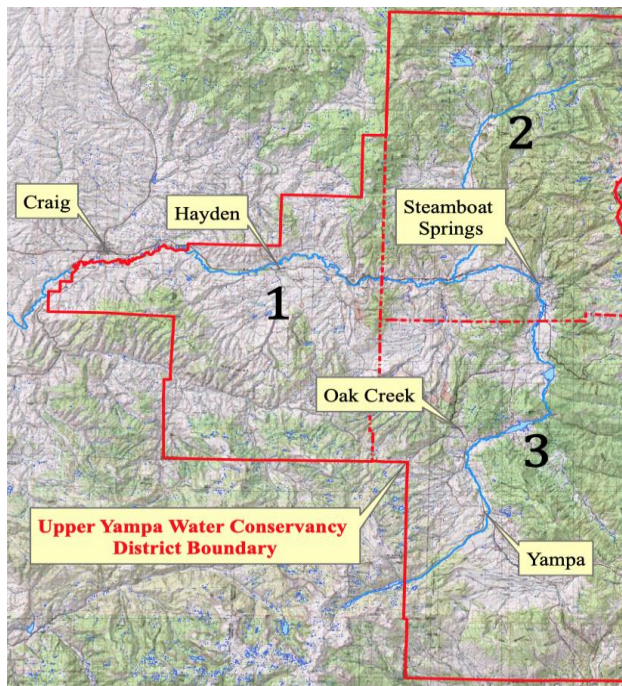 2
Craig
Hayden
Steamboat
Springs
1
Oak Creek
3
Upper Yampa Water Conservancy
District Boundary
Yampa